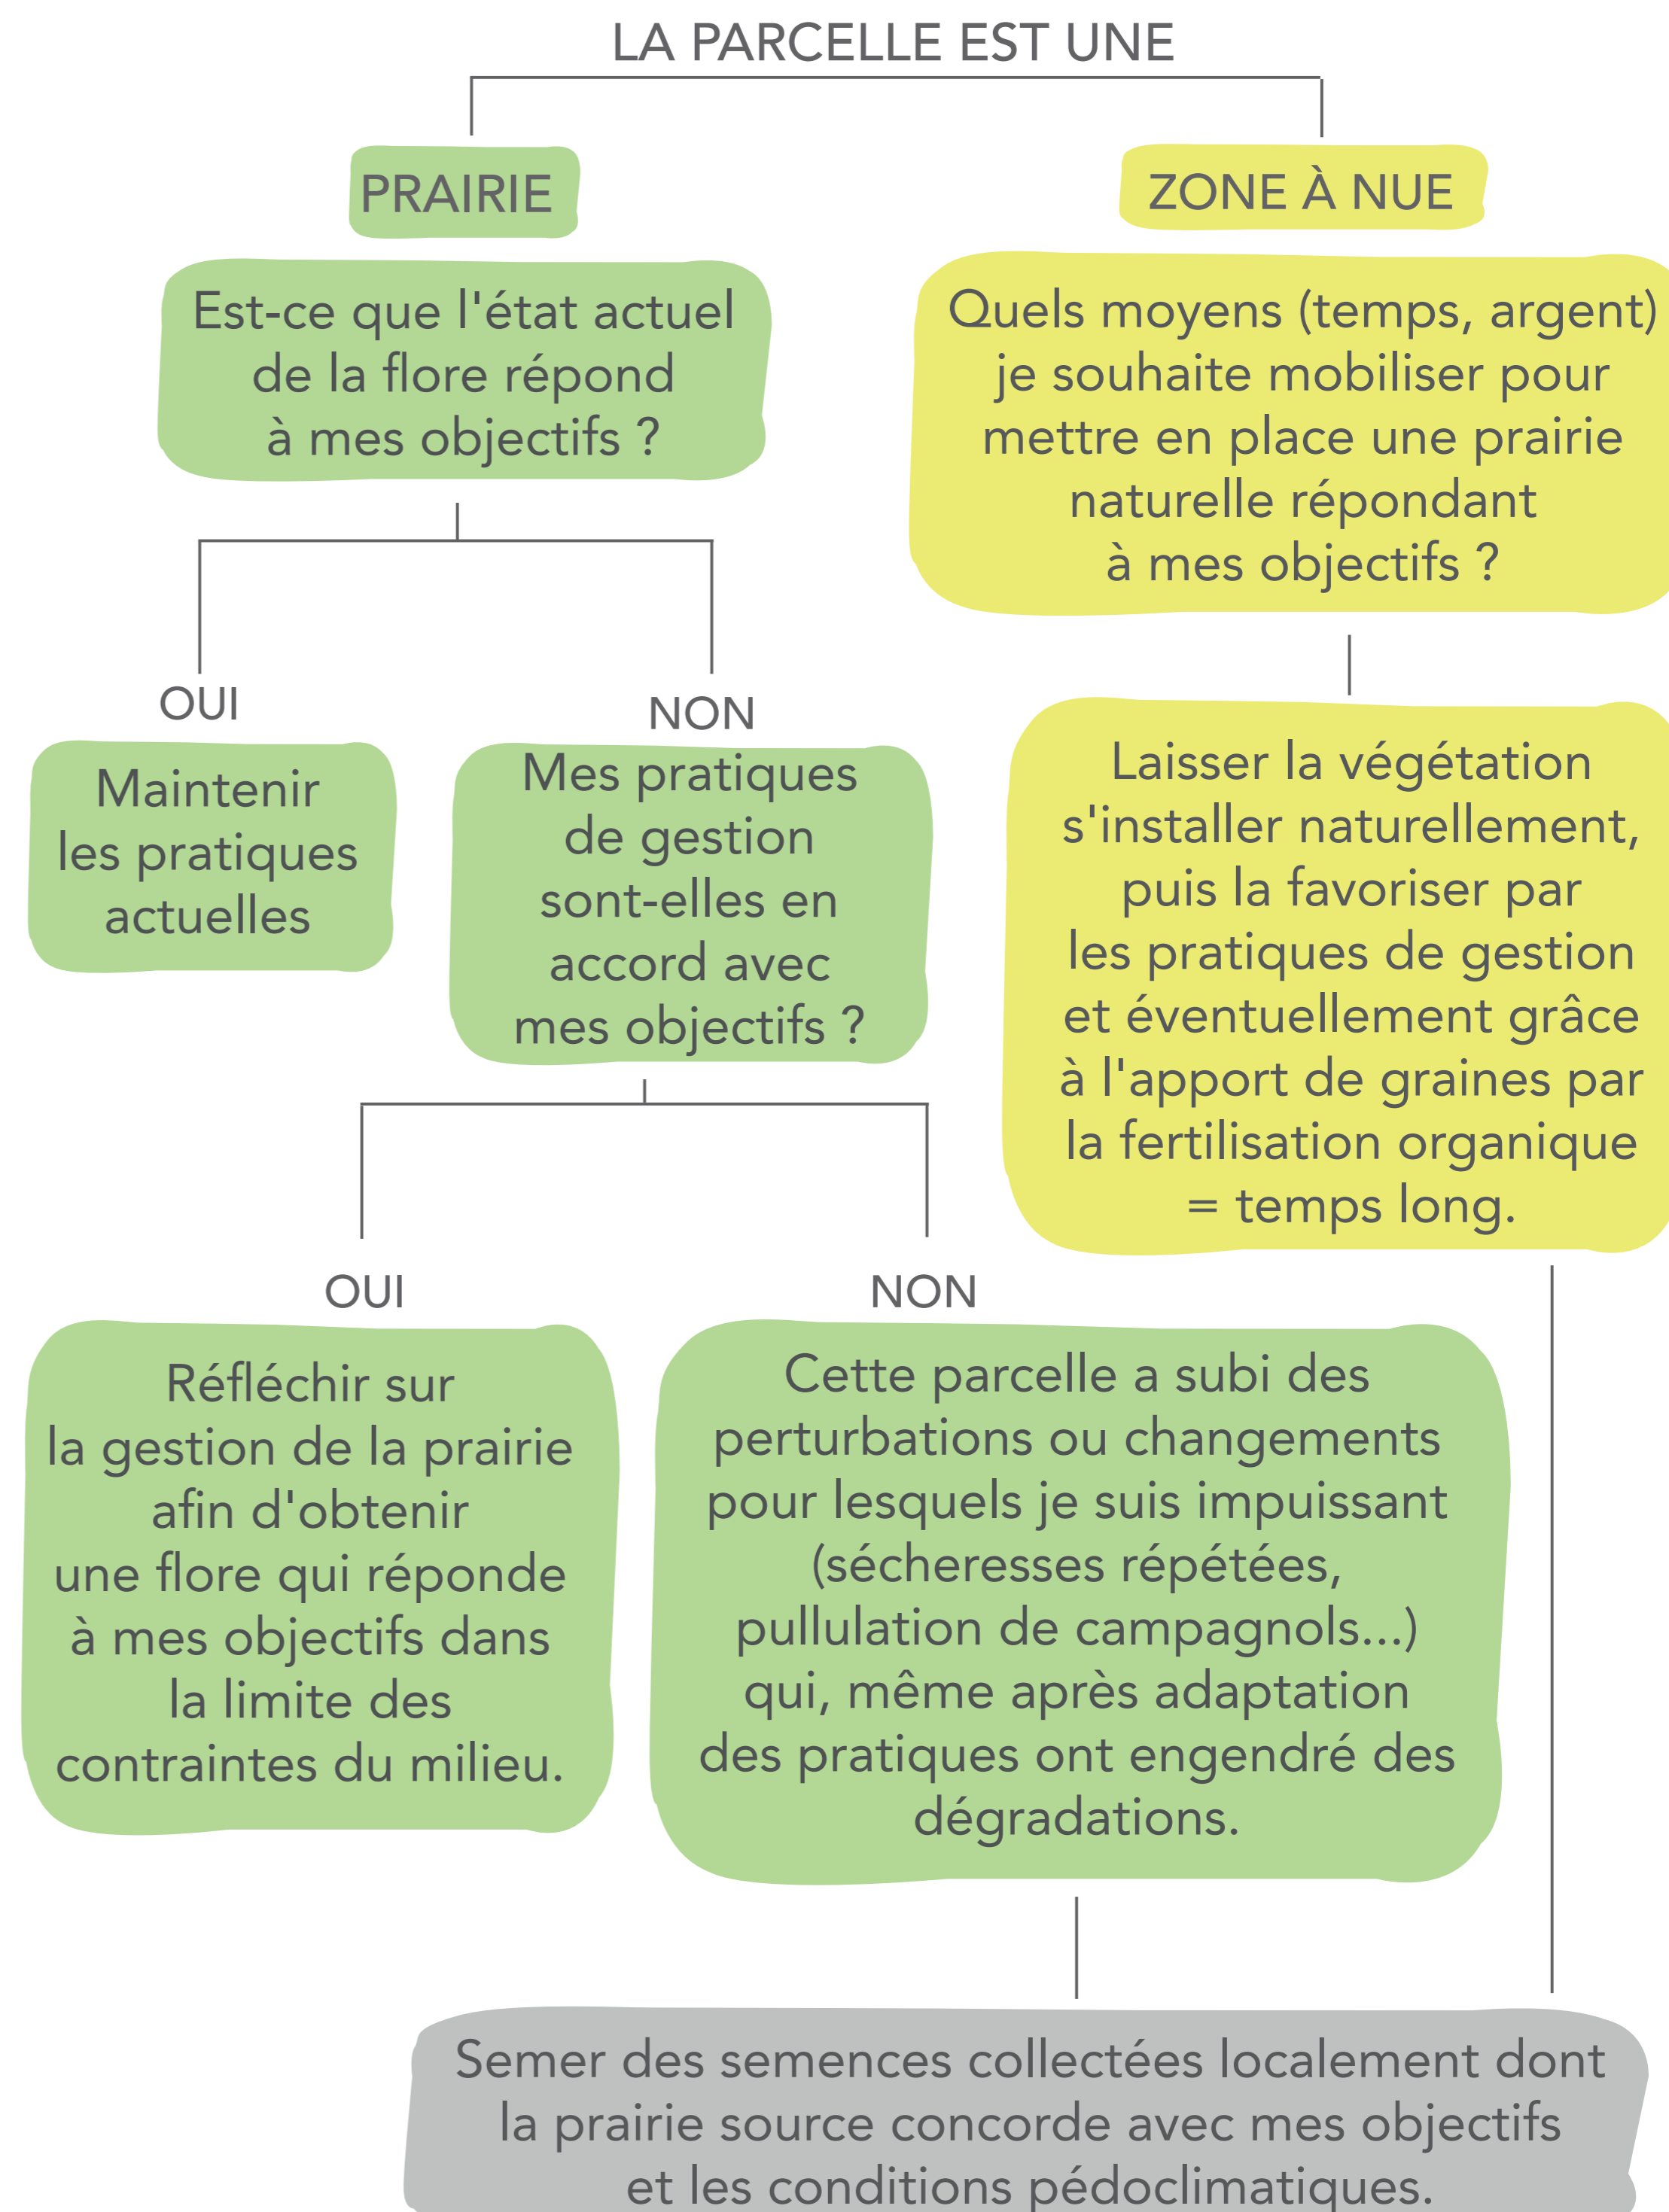 LA PARCELLE EST UNE
PRAIRIE
Est-ce que l'état actuel
de la flore répond
à mes objectifs ?
OUI
Maintenir
les pratiques
actuelles
NON
Mes pratiques
de gestion
sont-elles en
accord avec
mes objectifs ?
OUI
Réfléchir sur
la gestion de la prairie
afin d'obtenir
une flore qui réponde
à mes objectifs dans
la limite des
contraintes du milieu.
NON
Cette parcelle a subi des
perturbations ou changements
pour lesquels je suis impuissant
(sécheresses répétées,
pullulation de campagnols...)
qui, même après adaptation
des pratiques ont engendré des
dégradations.
ZONE À NUE
Quels moyens (temps, argent)
je souhaite mobiliser pour
mettre en place une prairie
naturelle répondant
à mes objectifs ?
Laisser la végétation
s'installer naturellement,
puis la favoriser par
les pratiques de gestion
et éventuellement grâce
à l'apport de graines par
la fertilisation organique
= temps long.
Semer des semences collectées localement dont
la prairie source concorde avec mes objectifs
et les conditions pédoclimatiques.